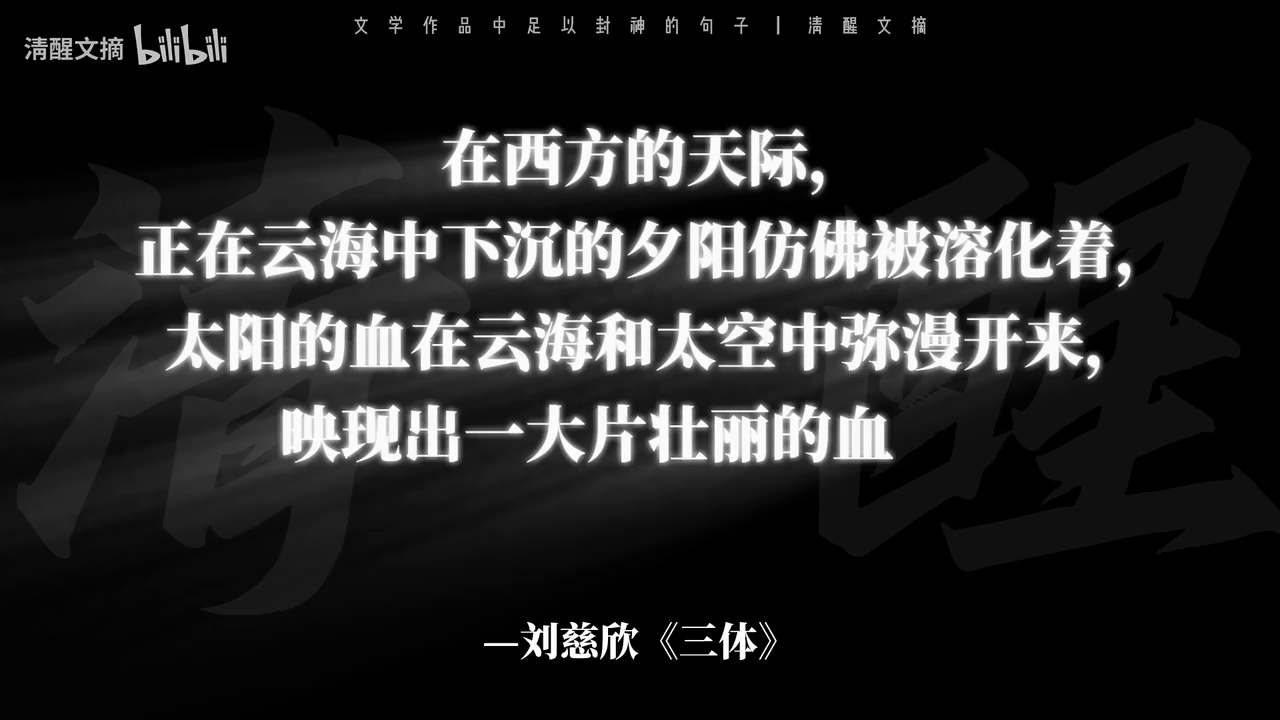 文学作品中足以封神的句子 | 清醒文摘
清醒文摘 bilibili
清醒
在西方的天际,
正在云海中下沉的夕阳仿佛被溶化着,
太阳的血在云海和太空中弥漫开来,
映现出一大片壮丽的血
—刘慈欣《三体》